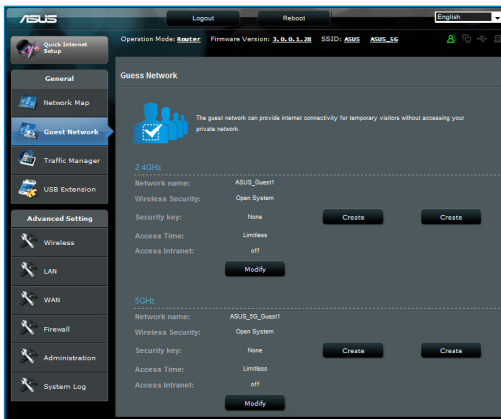 ASUS Logout Reboot English
Quick Internet Setup
Operation Mode: Router Firmware Version: 3.0.0.1.28 SSID: ASUS ASUS_5G
General
Network Map
Guest Network
Traffic Manager
USB Extension
Advanced Setting
Wireless
LAN
WAN
Firewall
Administration
System Log
Guess Network
The guest network can provide internet connectivity for temporary visitors without accessing your
private network.
2.4GHz
Network name: ASUS_Guest1
Wireless Security: Open System
Security key: None Create Create
Access Time: Limitless
Access Intranet: off
Modify
5GHz
Network name: ASUS_5G_Guest1
Wireless Security: Open System
Security key: None Create Create
Access Time: Limitless
Access Intranet: off
Modify